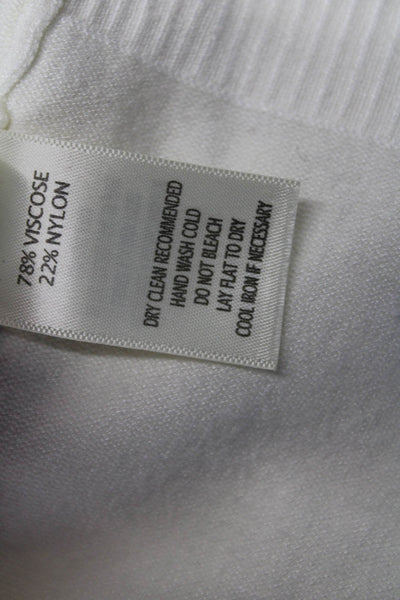 78% VISCOSE
22% NYLON
DRY CLEAN RECOMMENDED
HAND WASH COLD
DO NOT BLEACH
LAY FLAT TO DRY
COOL IRON IF NECESSARY